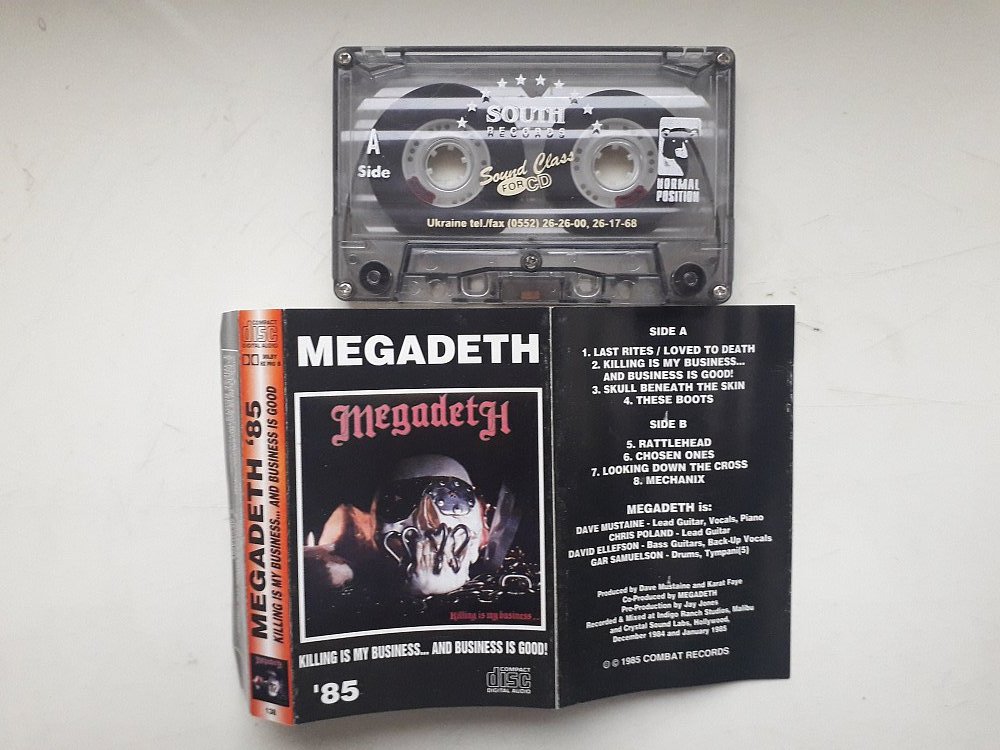 SOUTH
RECORDS
A
Side
Sound Class
FOR CD
NORMAL
POSITION
Ukraine tel./fax (0552) 26-26-00, 26-17-68
COMPACT
disc
DIGITAL AUDIO
MEGADETH '85
KILLING IS MY BUSINESS... AND BUSINESS IS GOOD
Megadeth
138
MEGADETH
Megadeth
Killing is my business...
KILLING IS MY BUSINESS... AND BUSINESS IS GOOD!
'85
COMPACT
disc
DIGITAL AUDIO
SIDE A
1. LAST RITES / LOVED TO DEATH
2. KILLING IS MY BUSINESS...
AND BUSINESS IS GOOD!
3. SKULL BENEATH THE SKIN
4. THESE BOOTS
SIDE B
5. RATTLEHEAD
6. CHOSEN ONES
7. LOOKING DOWN THE CROSS
8. MECHANIX
MEGADETH is:
DAVE MUSTAINE - Lead Guitar, Vocals, Piano
CHRIS POLAND - Lead Guitar
DAVID ELLEFSON - Bass Guitars, Back-Up Vocals
GAR SAMUELSON - Drums, Tympani(5)
Produced by Dave Mustaino and Karat Faye
Co-Produced by MEGADETH
Pre-Production by Jay Jones
Recorded & Mixed at Indigo Ranch Studios, Malibu
and Crystal Sound Labs, Hollywood,
December 1984 and January 1985
℗ © 1985 COMBAT RECORDS